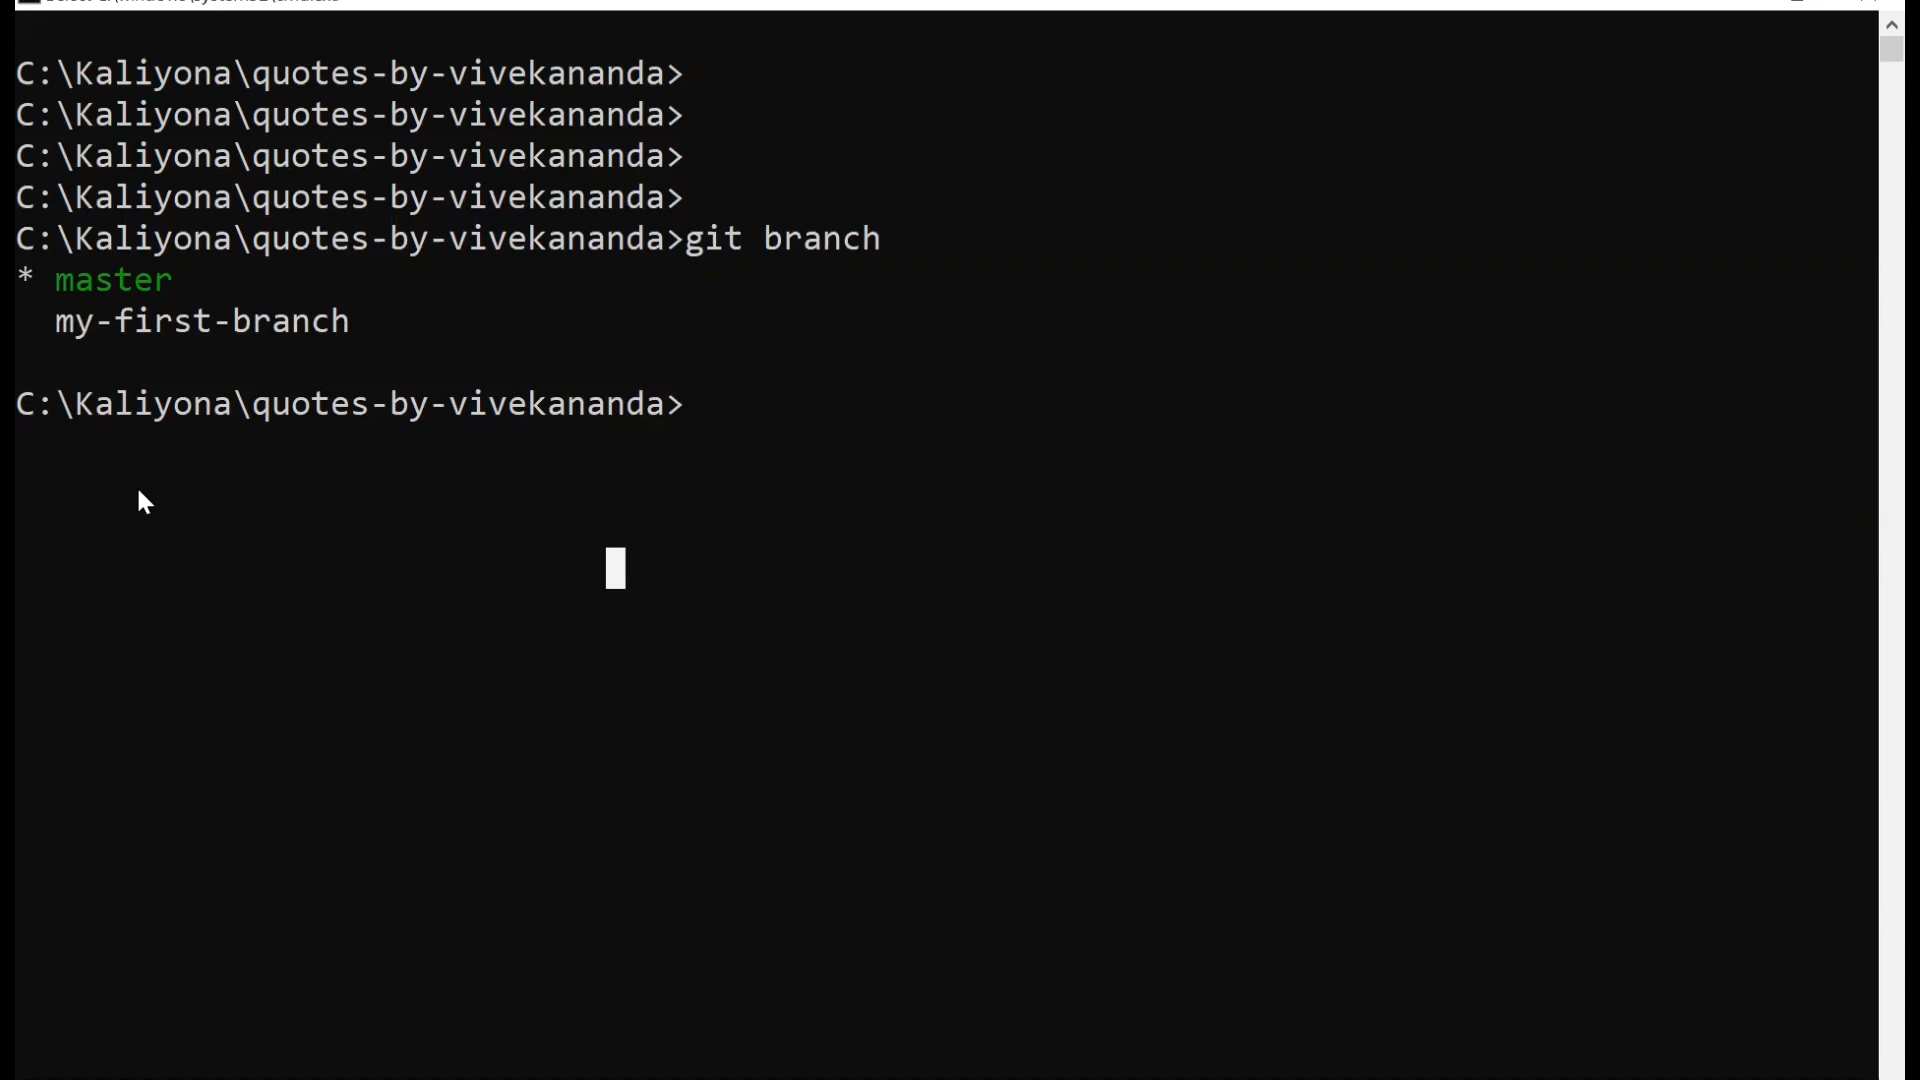 C:\Kaliyona\quotes-by-vivekananda>
C:\Kaliyona\quotes-by-vivekananda>
C:\Kaliyona\quotes-by-vivekananda>
C:\Kaliyona\quotes-by-vivekananda>
C:\Kaliyona\quotes-by-vivekananda>git branch
* master
my-first-branch
C:\Kaliyona\quotes-by-vivekananda>